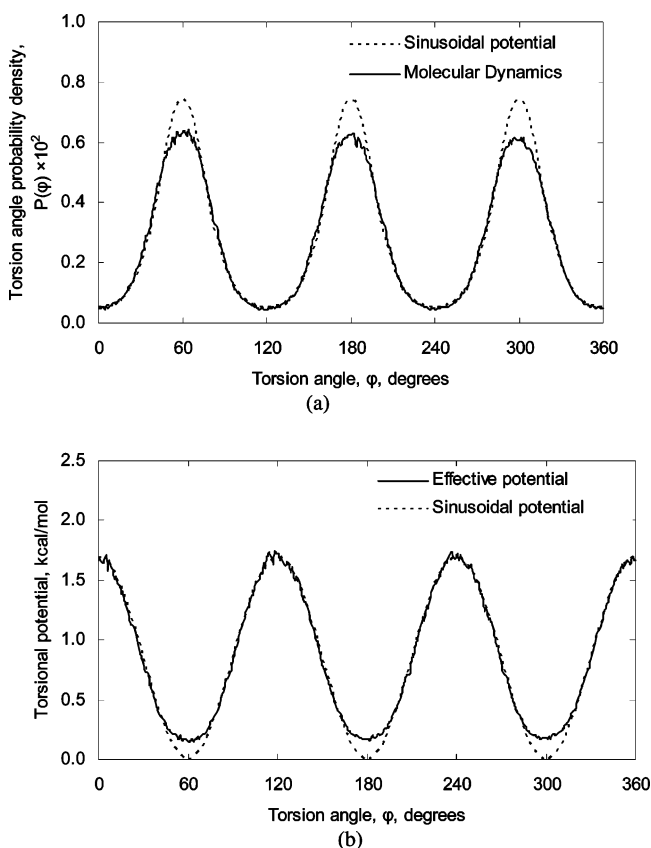 Torsion angle probability density,
P(φ) ×10²
1.0
0.8
0.6
0.4
0.2
0.0
Sinusoidal potential
Molecular Dynamics
0 60 120 180 240 300 360
Torsion angle, φ, degrees
(a)
Torsional potential, kcal/mol
2.5
2.0
1.5
1.0
0.5
0.0
Effective potential
Sinusoidal potential
0 60 120 180 240 300 360
Torsion angle, φ, degrees
(b)